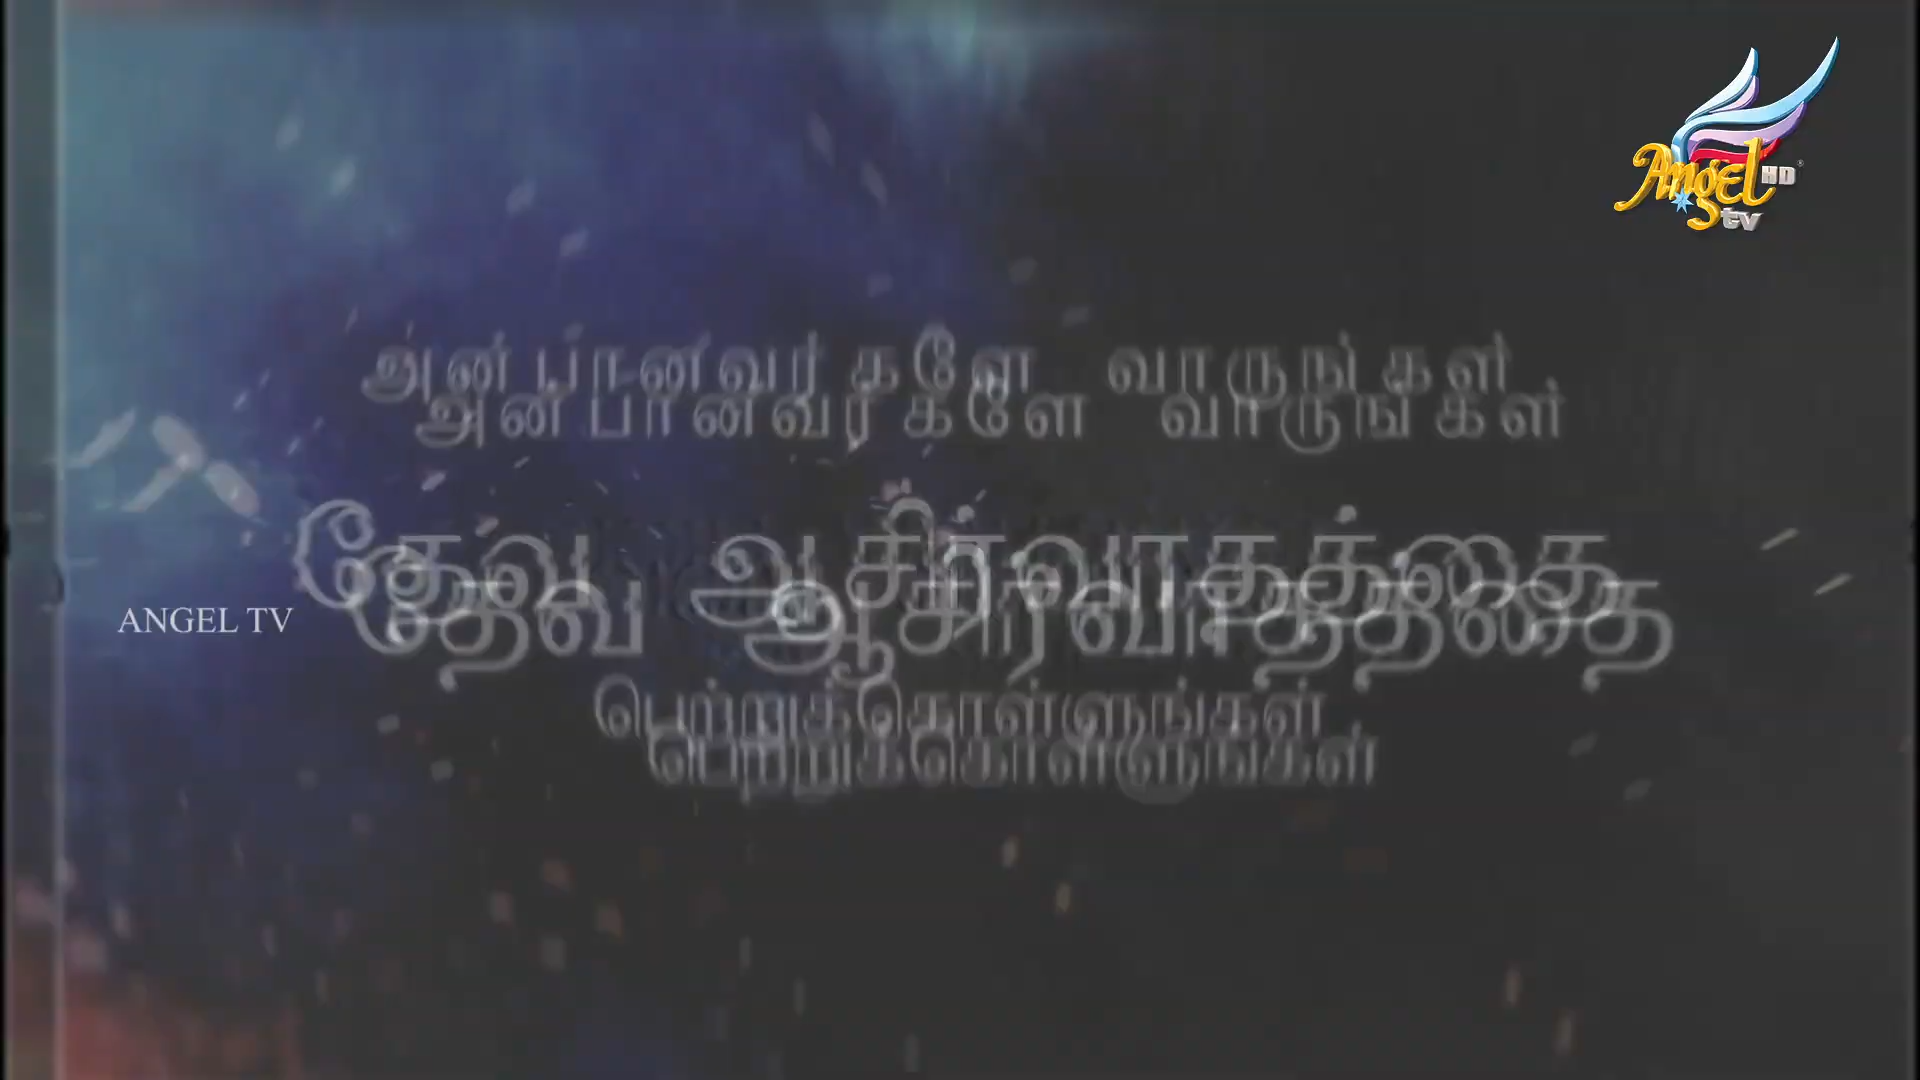 Angel HD
tv
அன்பானவர்களே வாருங்கள்
தேவ ஆசிர்வாதத்தை
ANGEL TV
பெற்றுக்கொள்ளுங்கள்